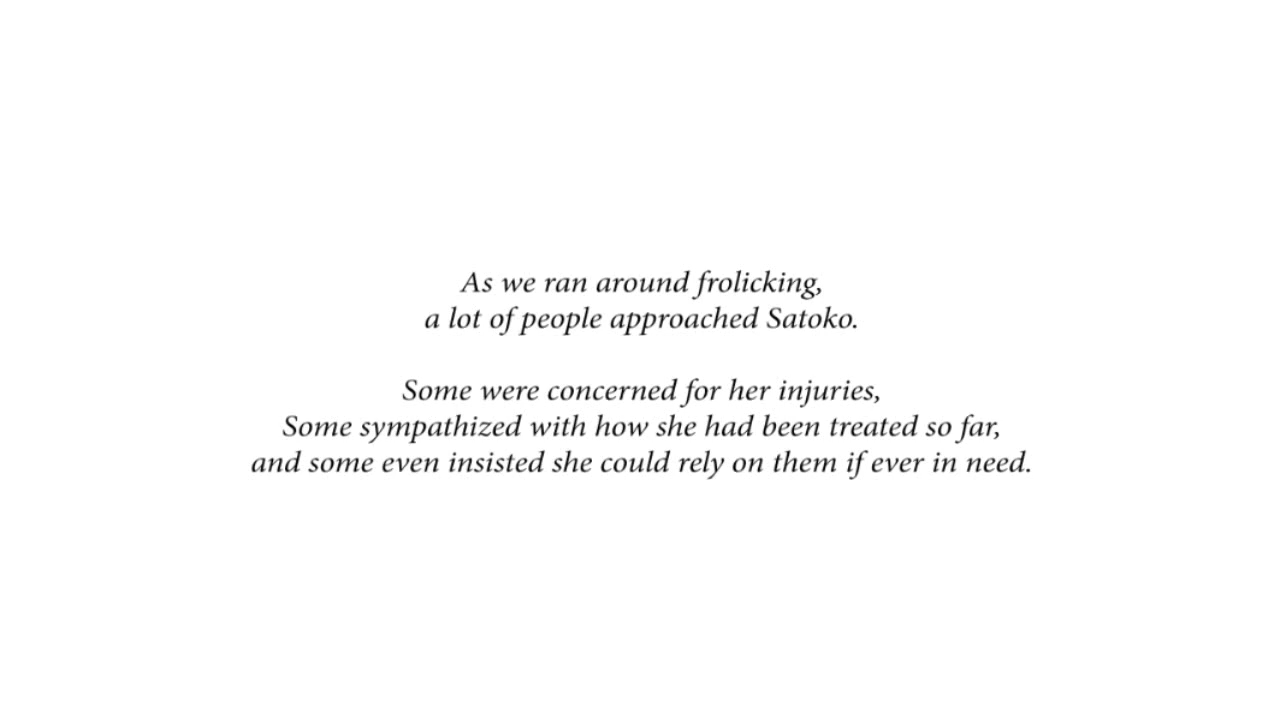 As we ran around frolicking,
a lot of people approached Satoko.
Some were concerned for her injuries,
Some sympathized with how she had been treated so far,
and some even insisted she could rely on them if ever in need.